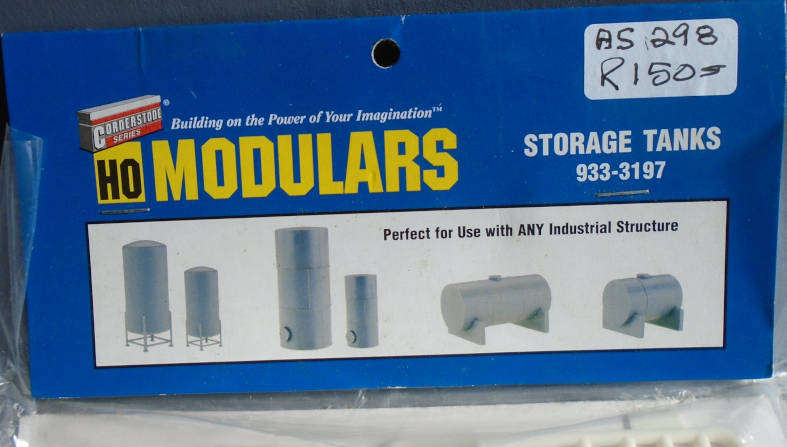 AS 298
R150=
CORNERSTONE®
SERIES
Building on the Power of Your Imagination™
HO MODULARS
STORAGE TANKS
933-3197
Perfect for Use with ANY Industrial Structure